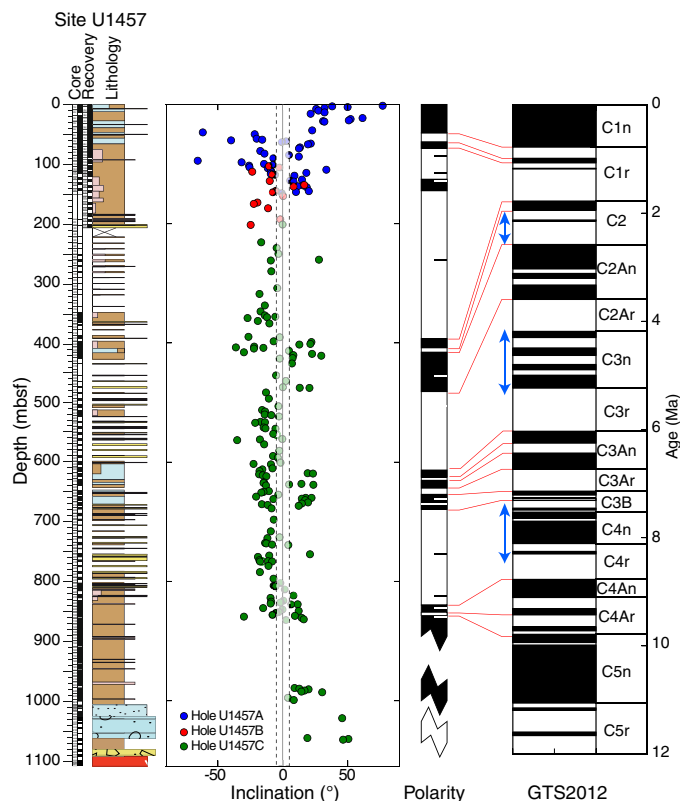 Site U1457
Core
Recovery
Lithology
0
100
200
300
400
500
600
700
800
900
1000
1100
Depth (mbsf)
Hole U1457A
Hole U1457B
Hole U1457C
-50 0 50
Inclination (°)
Polarity
C1n
C1r
C2
C2An
C2Ar
C3n
C3r
C3An
C3Ar
C3B
C4n
C4r
C4An
C4Ar
C5n
C5r
GTS2012
0
2
4
6
8
10
12
Age (Ma)